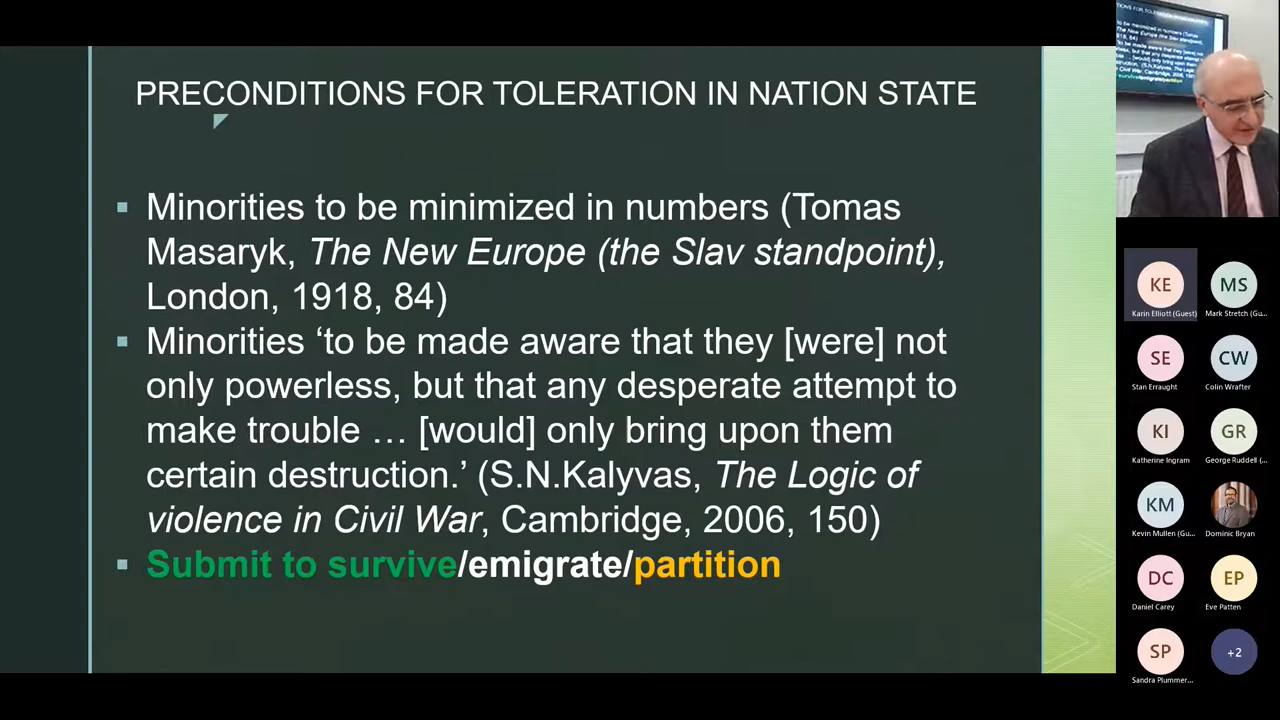 PRECONDITIONS FOR TOLERATION IN NATION STATE
Minorities to be minimized in numbers (Tomas
Masaryk, The New Europe (the Slav standpoint),
London, 1918, 84)
Minorities ‘to be made aware that they [were] not
only powerless, but that any desperate attempt to
make trouble … [would] only bring upon them
certain destruction.’ (S.N.Kalyvas, The Logic of
violence in Civil War, Cambridge, 2006, 150)
Submit to survive/emigrate/partition
KE
Karin Elliott (Guest)
MS
Mark Stretch (Gu...
SE
Stan Erraught
CW
Colin Wrafter
KI
Katherine Ingram
GR
George Ruddell (...
KM
Kevin Mullen (Gu...
Dominic Bryan
DC
Daniel Carey
EP
Eve Patten
SP
Sandra Plummer...
+2